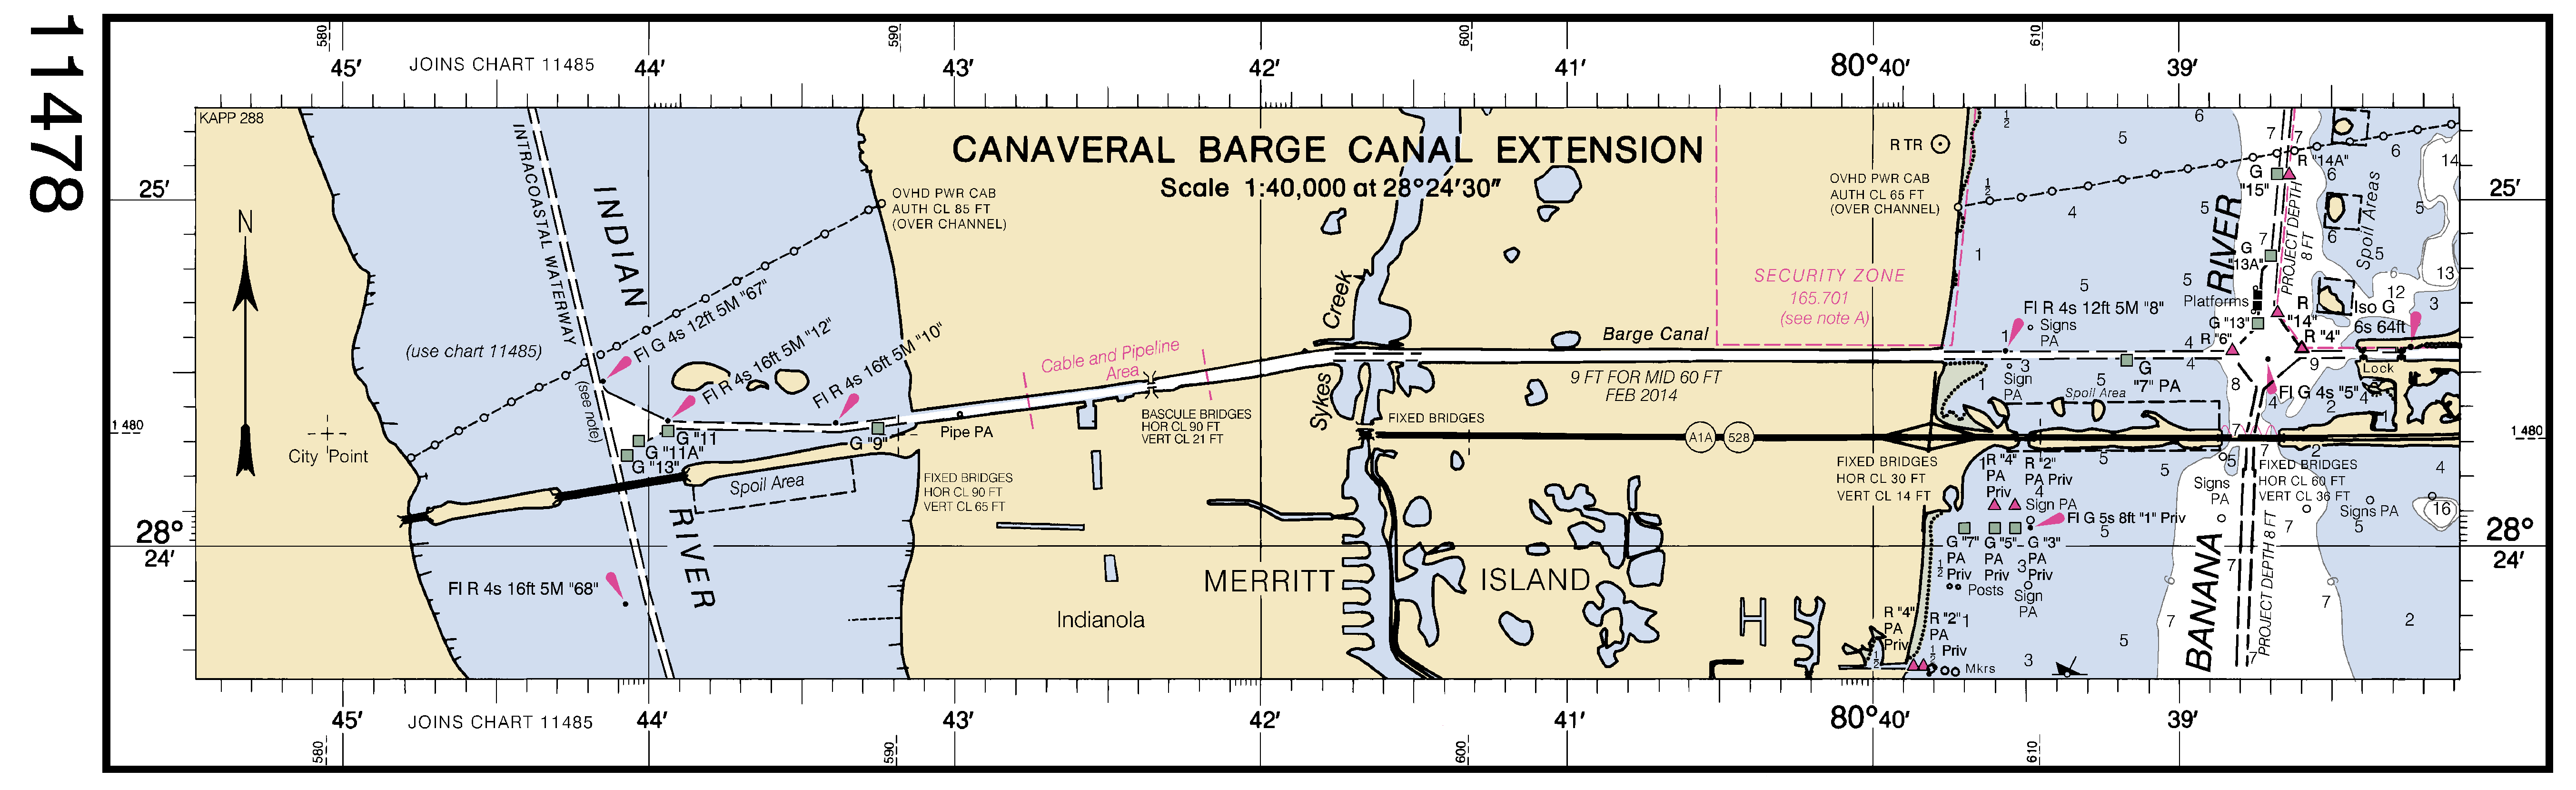 11478
580
590
600
610
45′
JOINS CHART 11485
44′
43′
42′
41′
80°40′
39′
KAPP 288
CANAVERAL BARGE CANAL EXTENSION
Scale 1:40,000 at 28°24′30″
25′
25′
N
INTRACOASTAL WATERWAY
INDIAN
RIVER
OVHD PWR CAB
AUTH CL 85 FT
(OVER CHANNEL)
(use chart 11485)
Fl G 4s 12ft 5M "67"
Fl R 4s 16ft 5M "12"
Fl R 4s 16ft 5M "10"
(see note)
G "11
G "11A"
G "13"
G "9"
Pipe PA
City Point
1 480
Spoil Area
FIXED BRIDGES
HOR CL 90 FT
VERT CL 65 FT
Fl R 4s 16ft 5M "68"
28°
24′
Cable and Pipeline
Area
BASCULE BRIDGES
HOR CL 90 FT
VERT CL 21 FT
Sykes
Creek
FIXED BRIDGES
MERRITT
ISLAND
Indianola
Barge Canal
9 FT FOR MID 60 FT
FEB 2014
A1A
528
SECURITY ZONE
165.701
(see note A)
R TR
OVHD PWR CAB
AUTH CL 65 FT
(OVER CHANNEL)
FIXED BRIDGES
HOR CL 30 FT
VERT CL 14 FT
Fl R 12ft 4s 5M "8"
Signs
PA
Sign
PA
G
"7" PA
Spoil Area
R "14A"
G
"15"
G
"13A"
Platforms
G "13"
R
"14"
R "6"
R "4"
Iso G
6s 64ft
Lock
Fl G 4s "5"
PROJECT DEPTH
8 FT
Spoil Areas
BANANA
RIVER
R "4"
PA
Priv
R "2"
PA Priv
Sign PA
Fl G 5s 8ft "1" Priv
G "7"
PA
Priv
G "5"
PA
Priv
G "3"
PA
Priv
Posts
Sign
PA
Signs
PA
FIXED BRIDGES
HOR CL 60 FT
VERT CL 36 FT
Signs PA
PROJECT DEPTH 8 FT
R "4"
PA
Priv
R "2"
PA
Priv
Mkrs
1 480
28°
24′
45′
JOINS CHART 11485
44′
43′
42′
41′
80°40′
39′
580
590
600
610